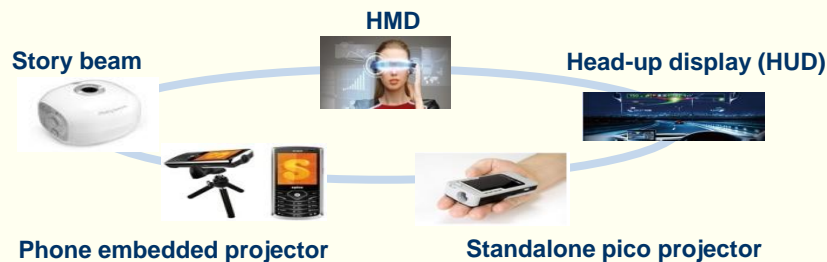 HMD
Story beam
Head-up display (HUD)
S
Phone embedded projector
Standalone pico projector